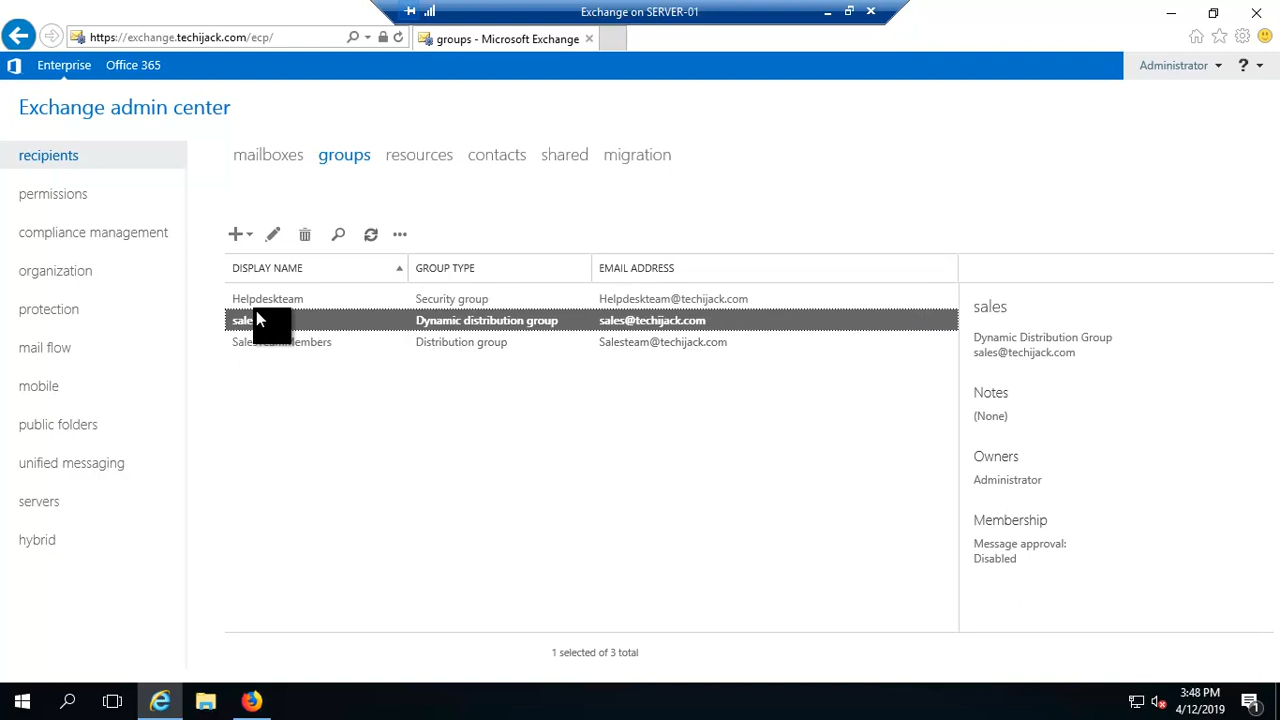 Exchange on SERVER-01
https://exchange.techijack.com/ecp/
groups - Microsoft Exchange
Enterprise
Office 365
Administrator
?
Exchange admin center
recipients
permissions
compliance management
organization
protection
mail flow
mobile
public folders
unified messaging
servers
hybrid
mailboxes groups resources contacts shared migration
DISPLAY NAME GROUP TYPE EMAIL ADDRESS
Helpdeskteam Security group Helpdeskteam@techijack.com
Dynamic distribution group sales@techijack.com
Distribution group Salesteam@techijack.com
1 selected of 3 total
sales
Dynamic Distribution Group
sales@techijack.com
Notes
(None)
Owners
Administrator
Membership
Message approval:
Disabled
3:48 PM
4/12/2019
1